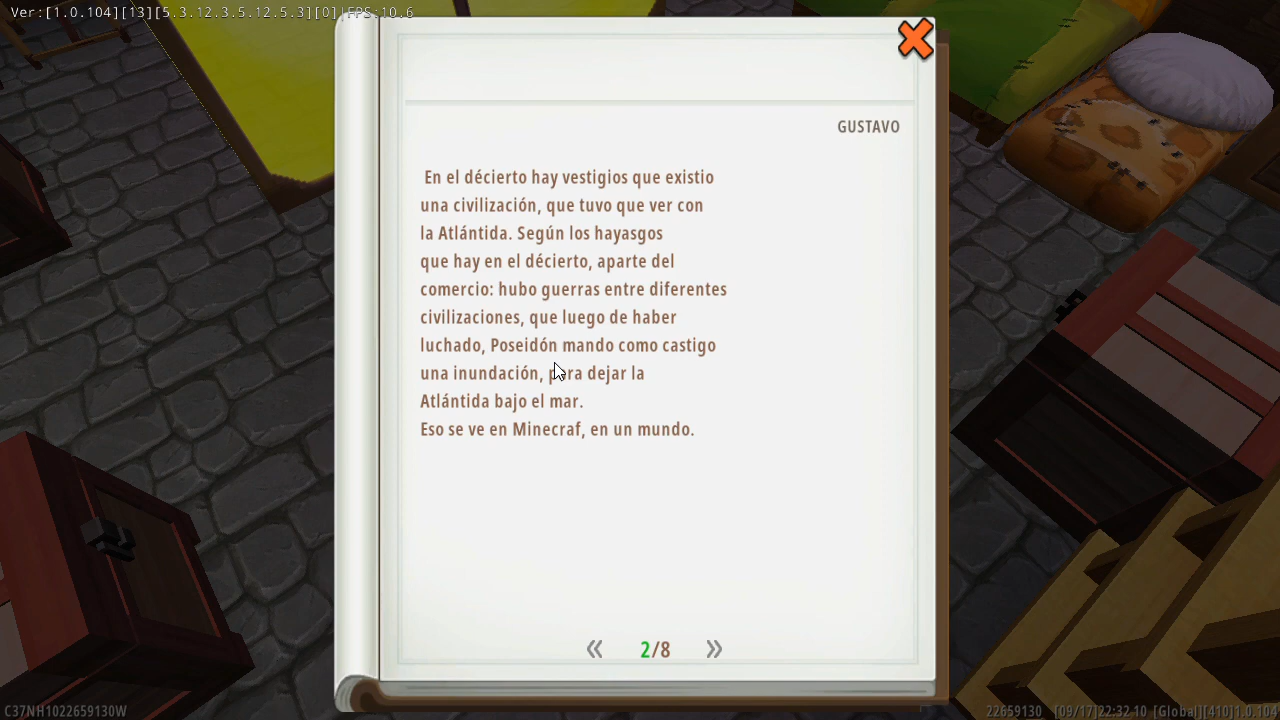 Ver:[1.0.104][13][5.3.12.3.5.12.5.3][0]|FPS:10.6
GUSTAVO
En el décierto hay vestigios que existio
una civilización, que tuvo que ver con
la Atlántida. Según los hayasgos
que hay en el décierto, aparte del
comercio: hubo guerras entre diferentes
civilizaciones, que luego de haber
luchado, Poseidón mando como castigo
una inundación, para dejar la
Atlántida bajo el mar.
Eso se ve en Minecraf, en un mundo.
2/8
C37NH1022659130W
22659130 [09/17]22:32 10 [Global][410]1.0.104